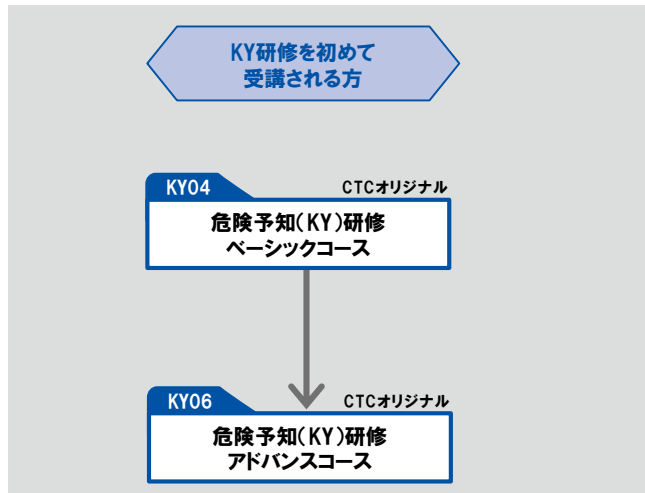 KY研修を初めて
受講される方
KY04
CTCオリジナル
危険予知(KY)研修
ベーシックコース
KY06
CTCオリジナル
危険予知(KY)研修
アドバンスコース